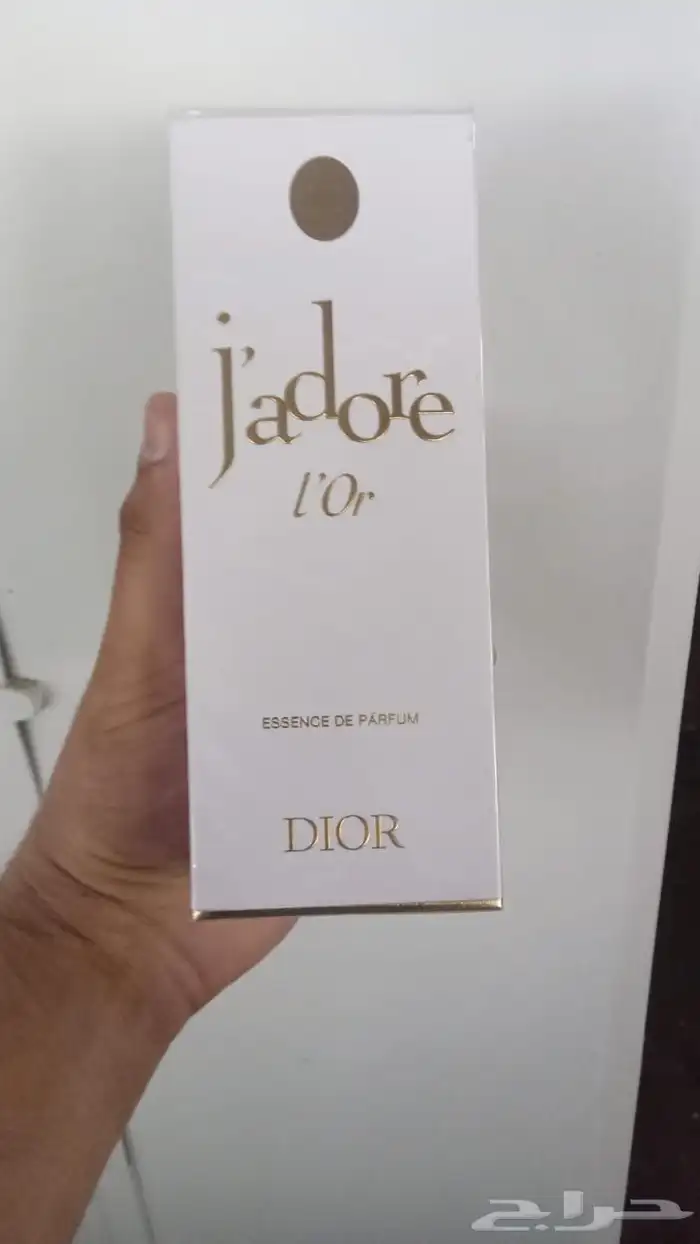 j'adore
l'Or
ESSENCE DE PARFUM
DIOR
حراج